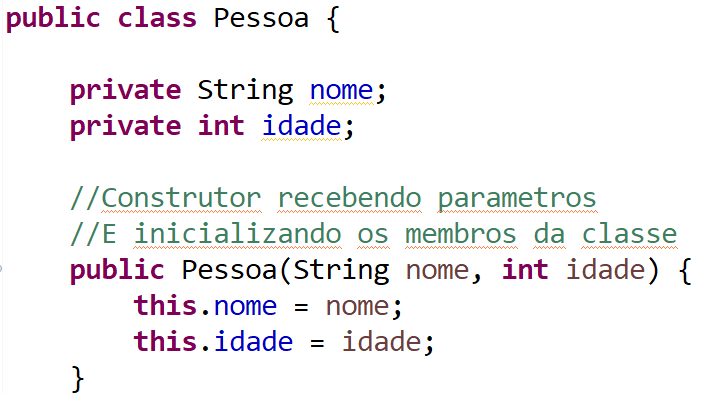 public class Pessoa {
private String nome;
private int idade;
//Construtor recebendo parametros
//E inicializando os membros da classe
public Pessoa(String nome, int idade) {
this.nome = nome;
this.idade = idade;
}